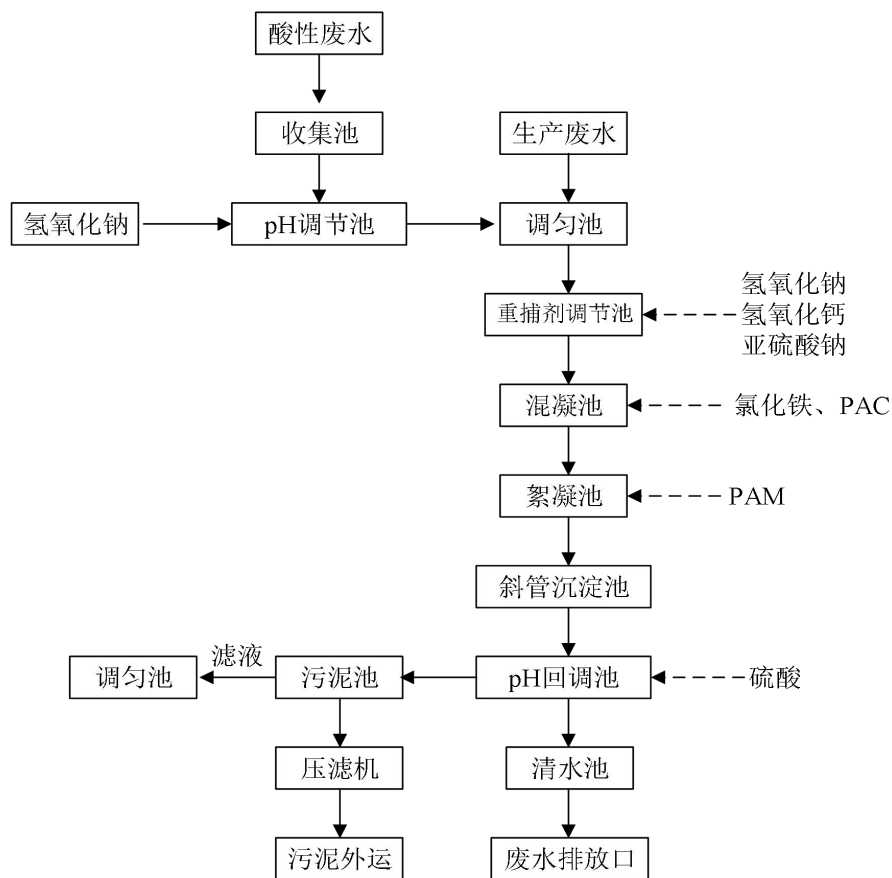 酸性废水
收集池
生产废水
氢氧化钠
pH调节池
调匀池
重捕剂调节池
氢氧化钠
氢氧化钙
亚硫酸钠
混凝池
氯化铁、PAC
絮凝池
PAM
斜管沉淀池
调匀池
滤液
污泥池
pH回调池
硫酸
压滤机
清水池
污泥外运
废水排放口